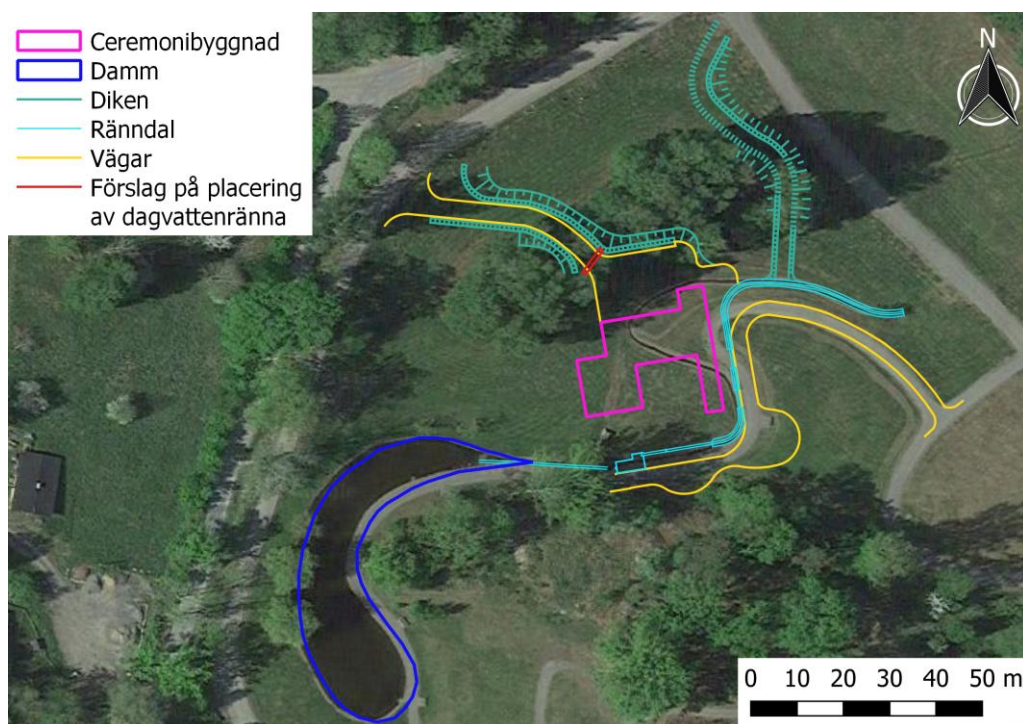 Ceremonibyggnad
Damm
Diken
Ränndal
Vägar
Förslag på placering
av dagvattenränna
N
0 10 20 30 40 50 m